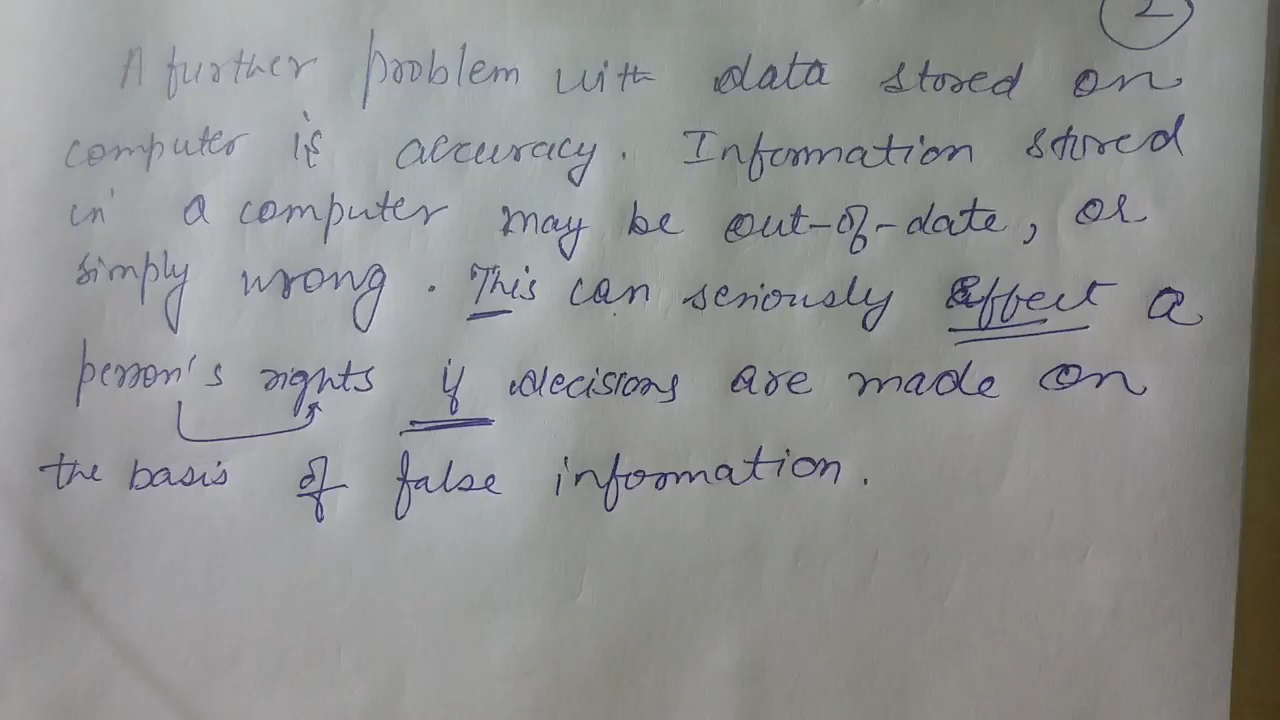 2
A further problem with data stored on
computer is accuracy. Information stored
in a computer may be out-of-date, or
simply wrong. This can seriously affect a
person's rights if decisions are made on
the basis of false information.